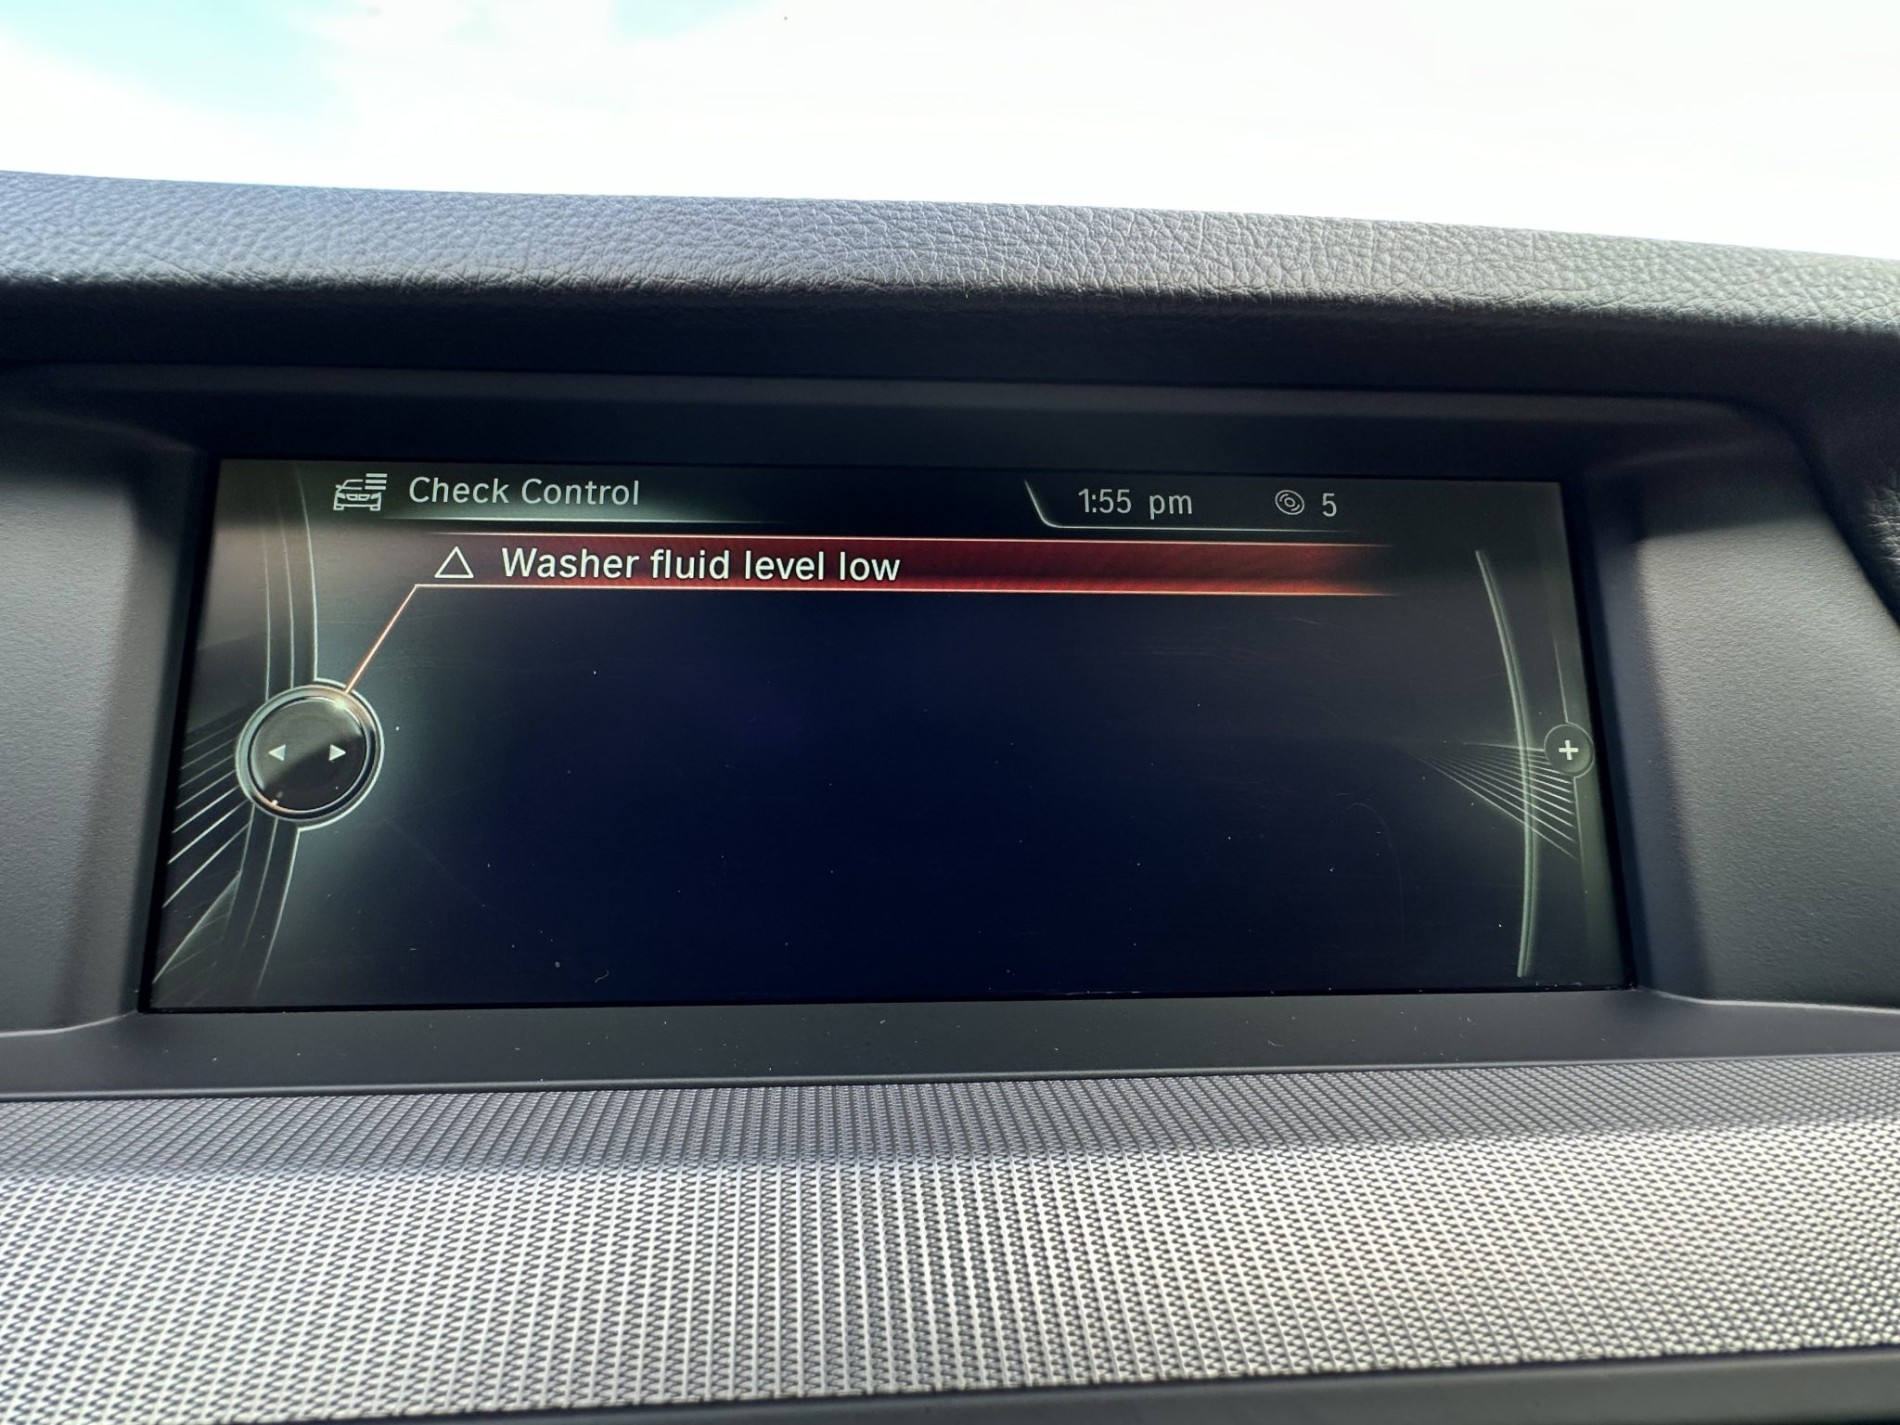 Check Control
1:55 pm
5
Washer fluid level low
+